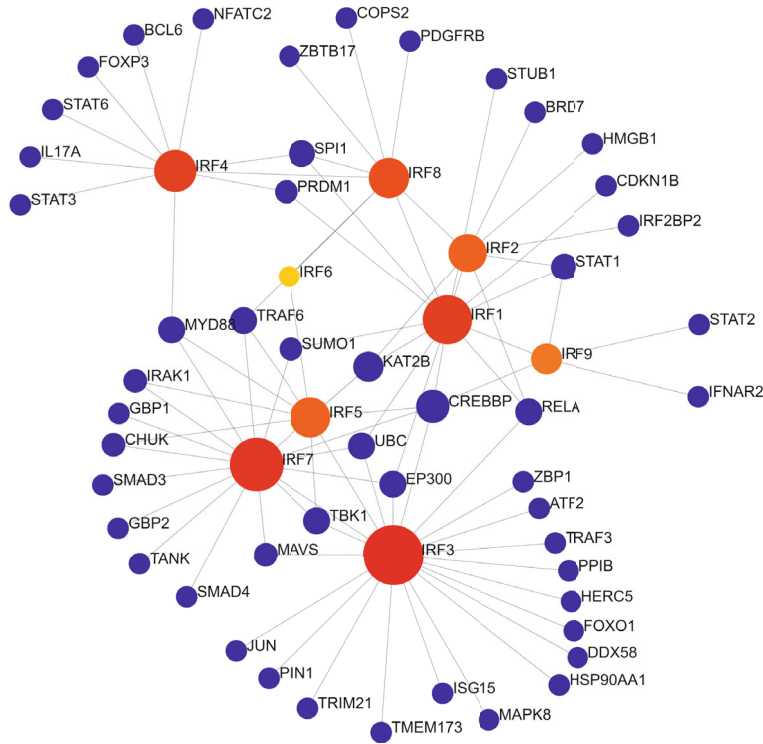 NFATC2
COPS2
BCL6
PDGFRB
ZBTB17
FOXP3
STUB1
STAT6
BRD7
HMGB1
SPI1
IL17A
IRF4
IRF8
CDKN1B
PRDM1
STAT3
IRF2BP2
IRF2
STAT1
IRF6
TRAF6
IRF1
STAT2
MYD88
SUMO1
IRF9
KAT2B
IRAK1
IFNAR2
CREBBP
RELA
GBP1
IRF5
CHUK
UBC
IRF7
SMAD3
EP300
ZBP1
ATF2
GBP2
TBK1
TRAF3
MAVS
IRF3
TANK
PPIB
SMAD4
HERC5
FOXO1
JUN
DDX58
PIN1
HSP90AA1
ISG15
TRIM21
MAPK8
TMEM173